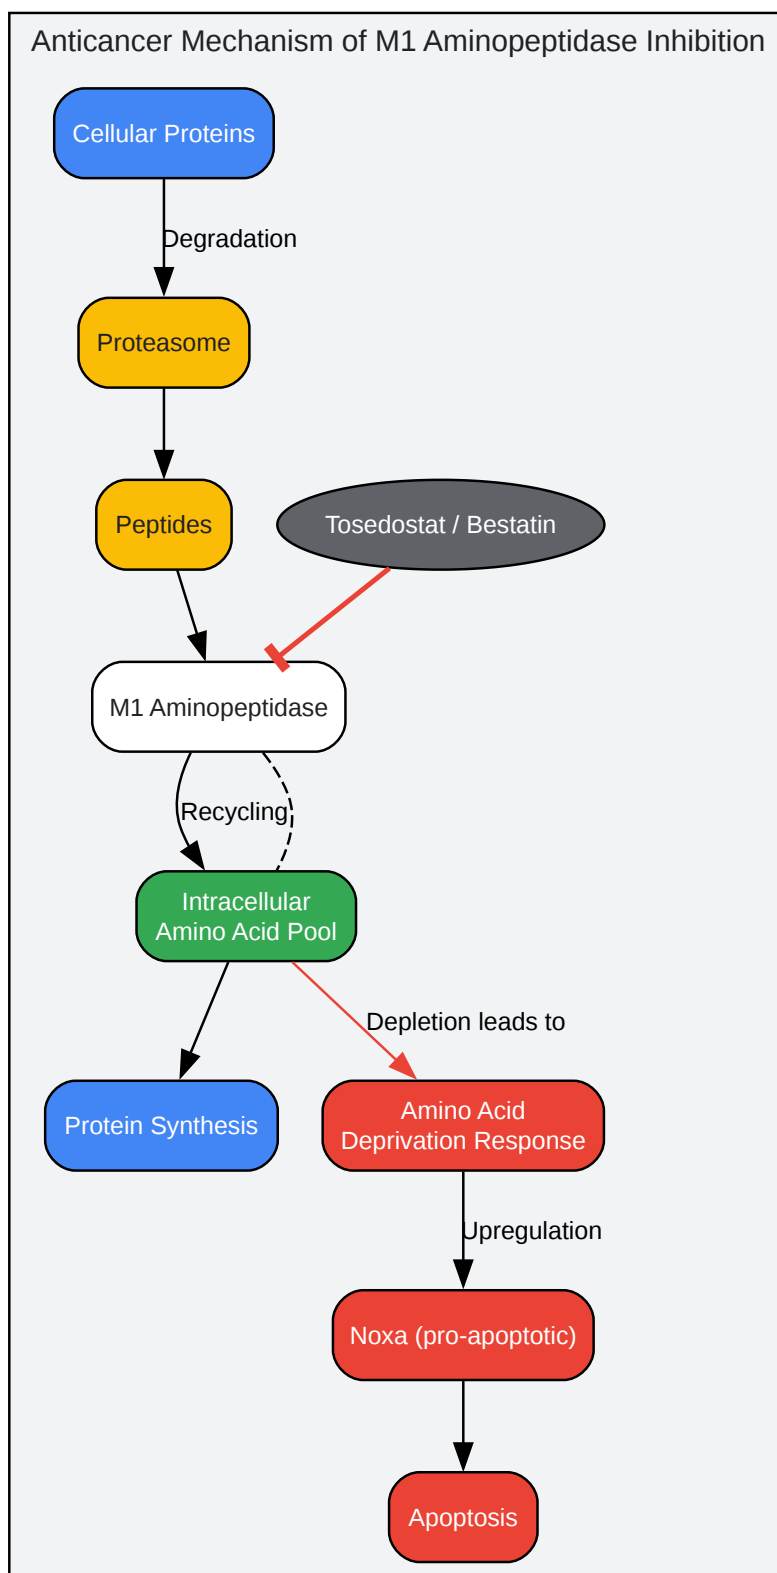 Anticancer Mechanism of M1 Aminopeptidase Inhibition
Cellular Proteins
Degradation
Proteasome
Peptides
Tosedostat / Bestatin
M1 Aminopeptidase
Recycling
Intracellular
Amino Acid Pool
Depletion leads to
Protein Synthesis
Amino Acid
Deprivation Response
Upregulation
Noxa (pro-apoptotic)
Apoptosis